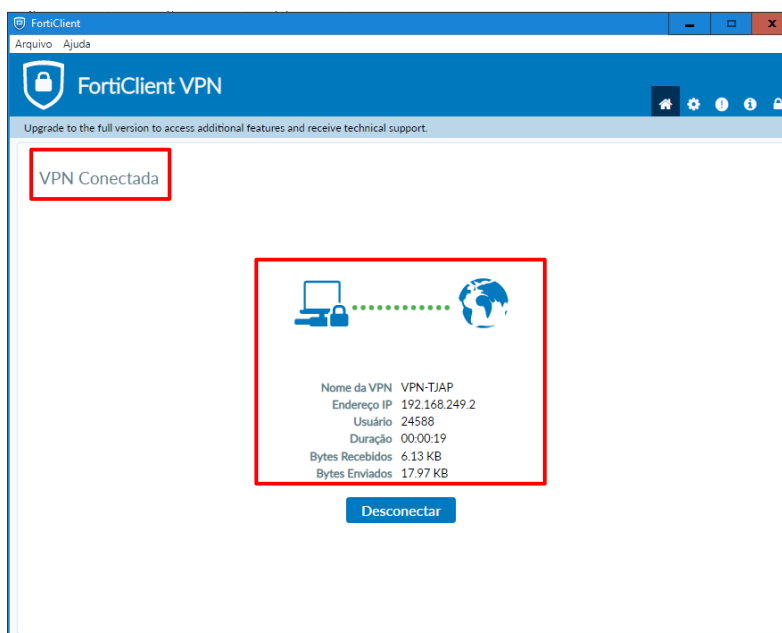 FortiClient
Arquivo Ajuda
FortiClient VPN
Upgrade to the full version to access additional features and receive technical support.
VPN Conectada
Nome da VPN VPN-TJAP
Endereço IP 192.168.249.2
Usuário 24588
Duração 00:00:19
Bytes Recebidos 6.13 KB
Bytes Enviados 17.97 KB
Desconectar